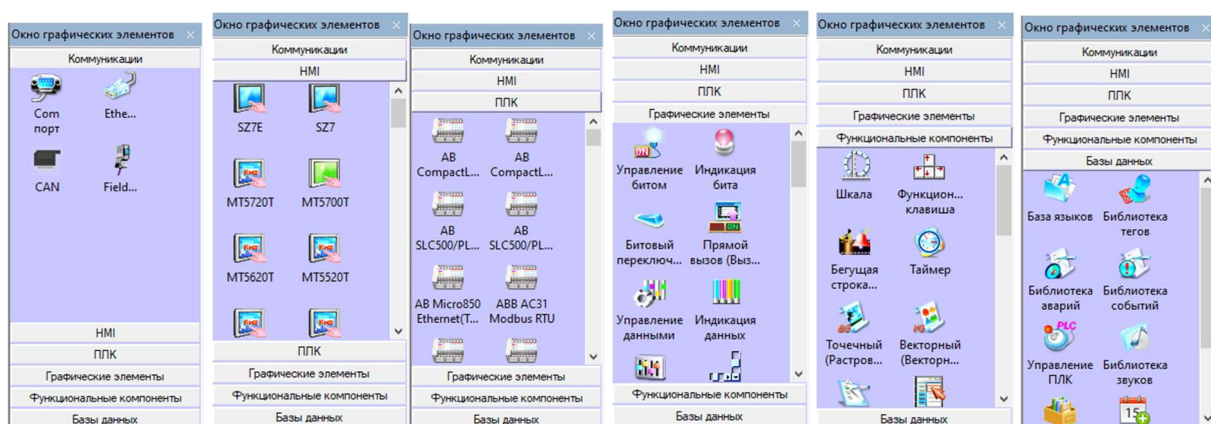 Окно графических элементов
Коммуникации
Com
порт
Ethe...
CAN
Field...
HMI
ПЛК
Графические элементы
Функциональные компоненты
Базы данных
Окно графических элементов
Коммуникации
HMI
SZ7E
SZ7
MT5720T
MT5700T
MT5620T
MT5520T
ПЛК
Графические элементы
Функциональные компоненты
Базы данных
Окно графических элементов
Коммуникации
HMI
ПЛК
AB
CompactL...
AB
CompactL...
AB
SLC500/PL...
AB
SLC500/PL...
AB Micro850
Ethernet(T...
ABB AC31
Modbus RTU
Графические элементы
Функциональные компоненты
Базы данных
Окно графических элементов
Коммуникации
HMI
ПЛК
Графические элементы
Управление
битом
Индикация
бита
Битовый
переключ...
Прямой
вызов (Выз...
Управление
данными
Индикация
данных
Функциональные компоненты
Базы данных
Окно графических элементов
Коммуникации
HMI
ПЛК
Графические элементы
Функциональные компоненты
Шкала
Функцион...
клавиша
Бегущая
строка...
Таймер
Точечный
(Растров...
Векторный
(Векторн...
Базы данных
Окно графических элементов
Коммуникации
HMI
ПЛК
Графические элементы
Функциональные компоненты
Базы данных
База языков
Библиотека
тегов
Библиотека
аварий
Библиотека
событий
PLC
Управление
ПЛК
Библиотека
звуков
15